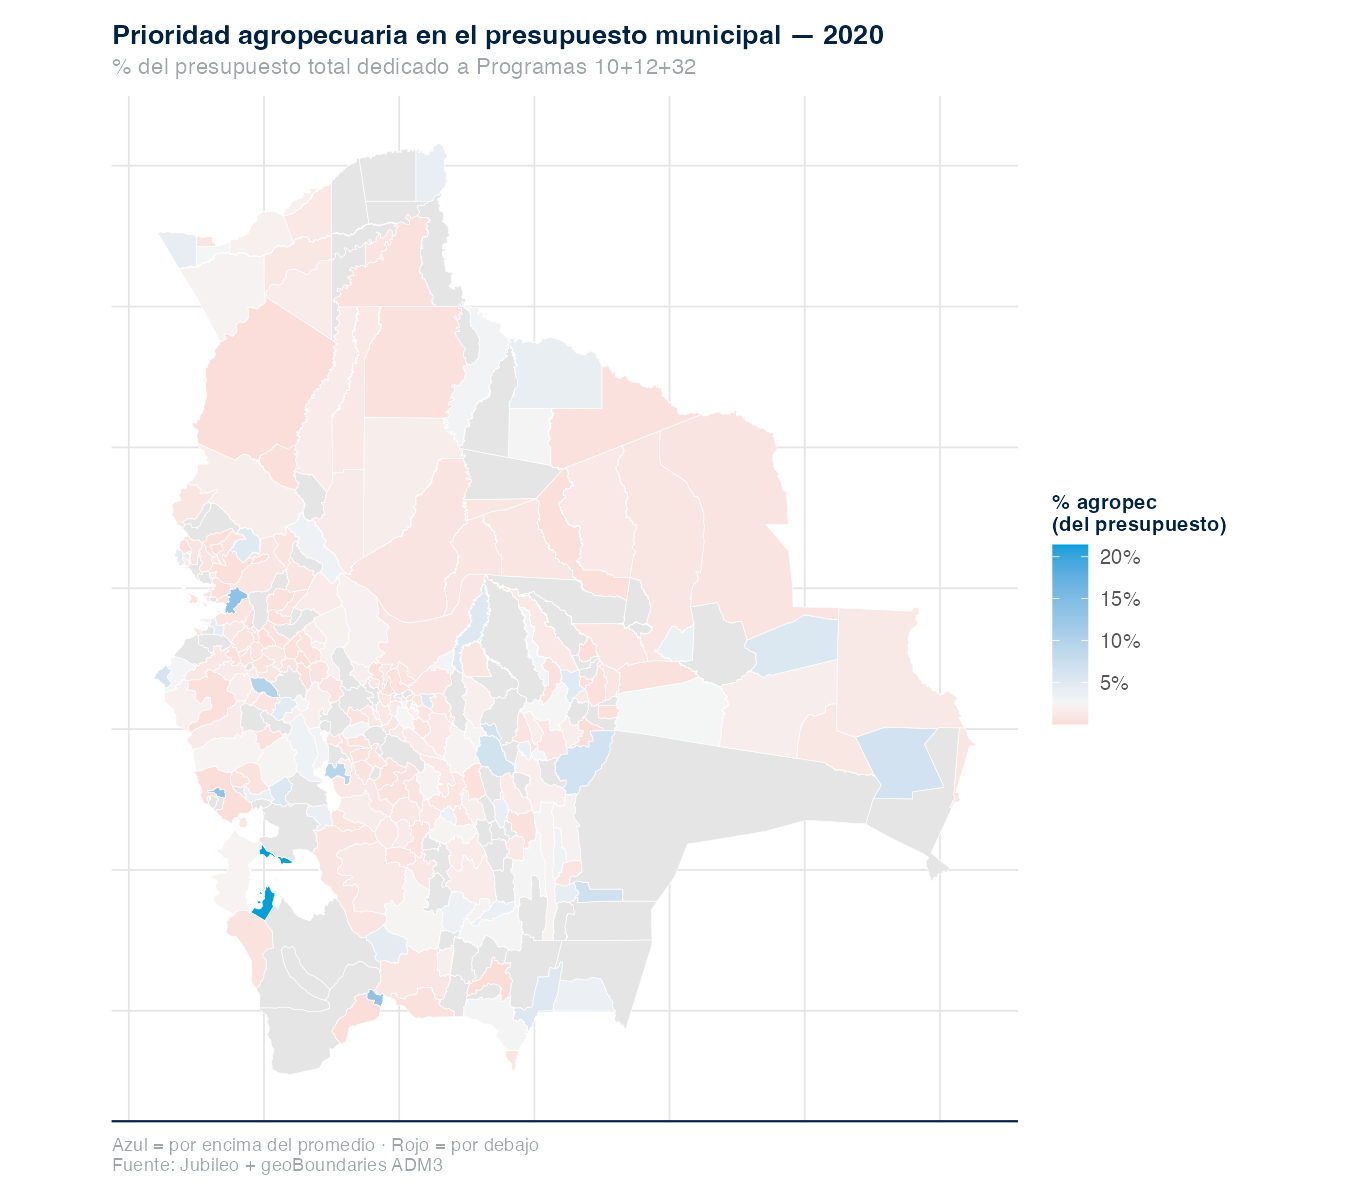 Prioridad agropecuaria en el presupuesto municipal — 2020
% del presupuesto total dedicado a Programas 10+12+32
% agropec
(del presupuesto)
20%
15%
10%
5%
Azul = por encima del promedio · Rojo = por debajo
Fuente: Jubileo + geoBoundaries ADM3